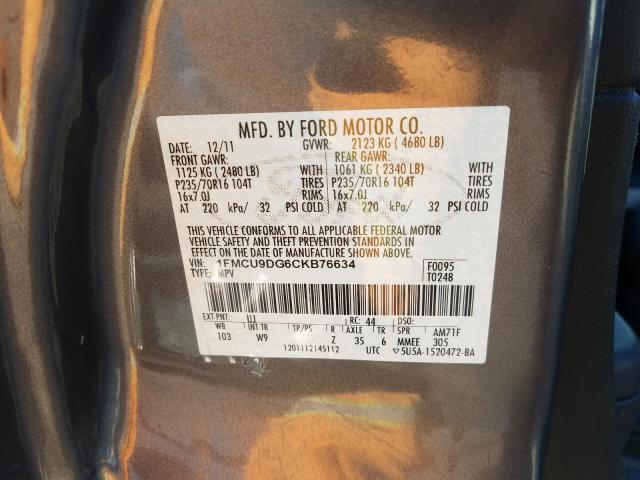 MFD. BY FORD MOTOR CO.
DATE: 12/11 GVWR: 2123 KG ( 4680 LB)
FRONT GAWR: REAR GAWR:
1125 KG ( 2480 LB) WITH 1061 KG ( 2340 LB) WITH
P235/70R16 104T TIRES P235/70R16 104T TIRES
16x7.0J RIMS 16x7.0J RIMS
AT 220 kPa/ 32 PSI COLD AT 220 kPa/ 32 PSI COLD
THIS VEHICLE CONFORMS TO ALL APPLICABLE FEDERAL MOTOR
VEHICLE SAFETY AND THEFT PREVENTION STANDARDS IN
EFFECT ON THE DATE OF MANUFACTURE SHOWN ABOVE.
VIN: 1FMCU9DG6CKB76634 F0095
TYPE: MPV T0248
EXT PNT: UJ RC: 44 DSO:
WB INT TR TP/PS R AXLE TR SPR AM71F
103 W9 Z 35 6 MMEE 305
1201112145112 UTC ▽5U5A-1520472-BA